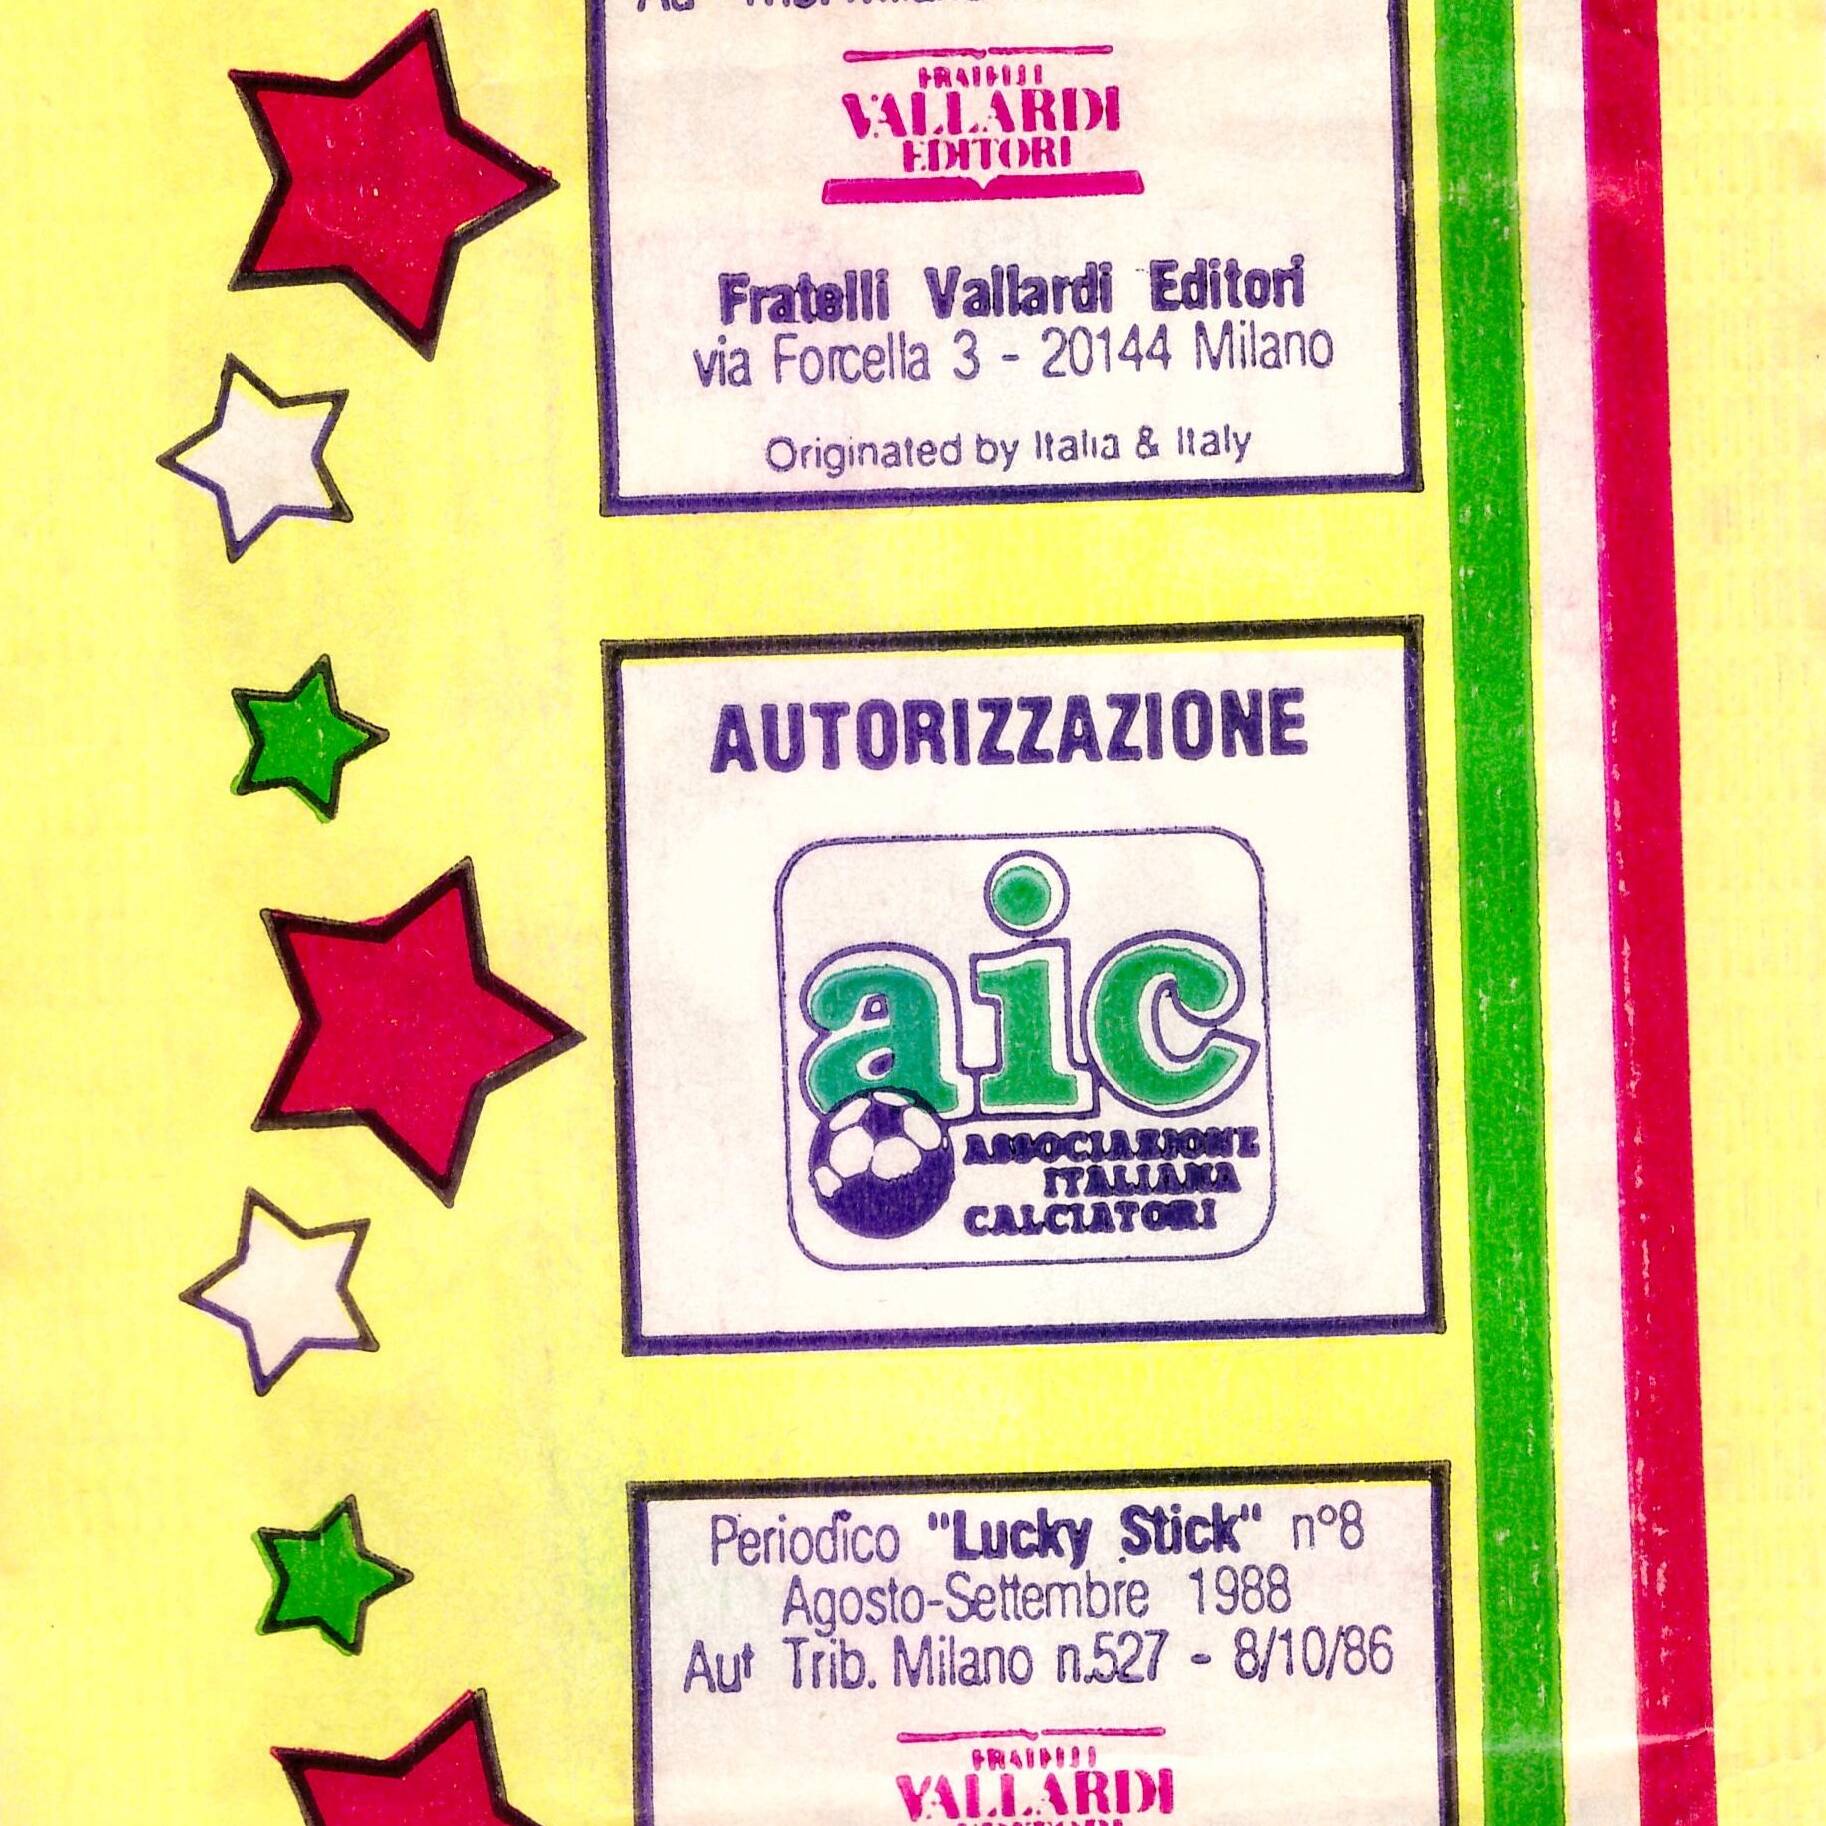 FRATELLI
VALLARDI
EDITORI
Fratelli Vallardi Editori
via Forcella 3 - 20144 Milano
Originated by Italia & Italy
AUTORIZZAZIONE
aic
ASSOCIAZIONE
ITALIANA
CALCIATORI
Periodico "Lucky Stick" n°8
Agosto-Settembre 1988
Aut Trib. Milano n.527 - 8/10/86
FRATELLI
VALLARDI